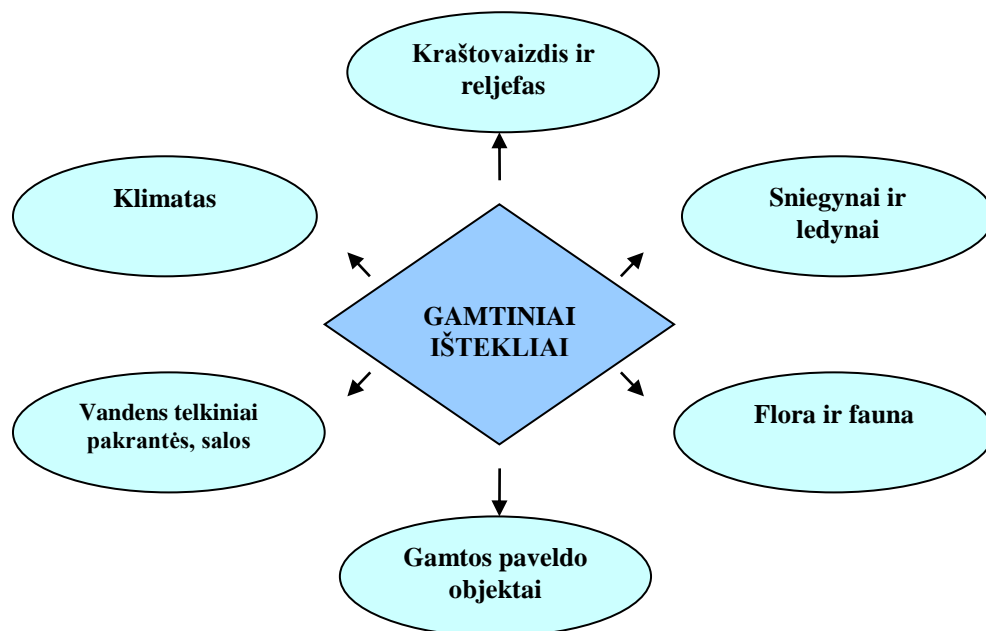 Kraštovaizdis ir
reljefas
Klimatas
Sniegynai ir
ledynai
GAMTINIAI
IŠTEKLIAI
Vandens telkiniai
pakrantės, salos
Flora ir fauna
Gamtos paveldo
objektai